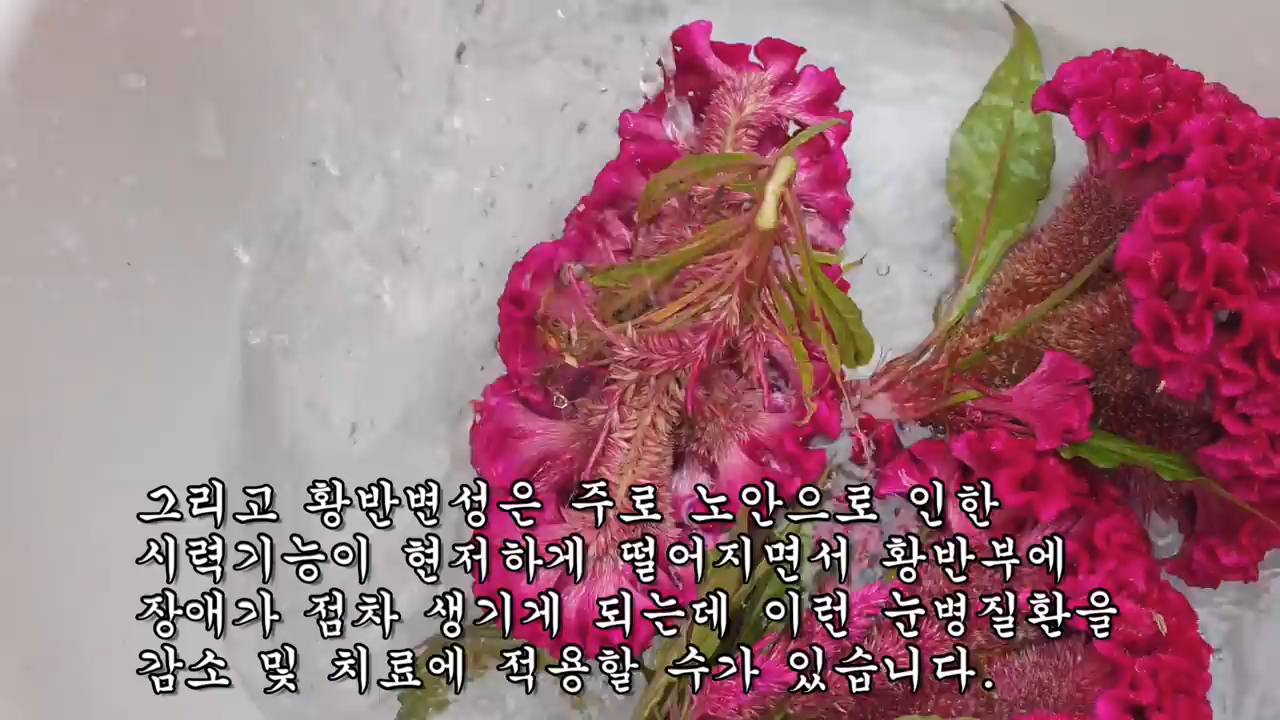 그리고 황반변성은 주로 노안으로 인한
시력기능이 현저하게 떨어지면서 황반부에
장애가 점차 생기게 되는데 이런 눈병질환을
감소 및 치료에 적용할 수가 있습니다.